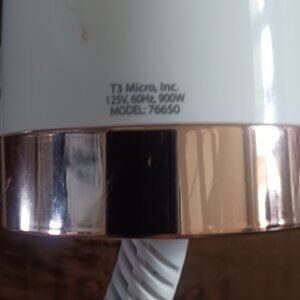 T3 Micro, Inc.
125V, 60Hz, 900W
MODEL: 76650